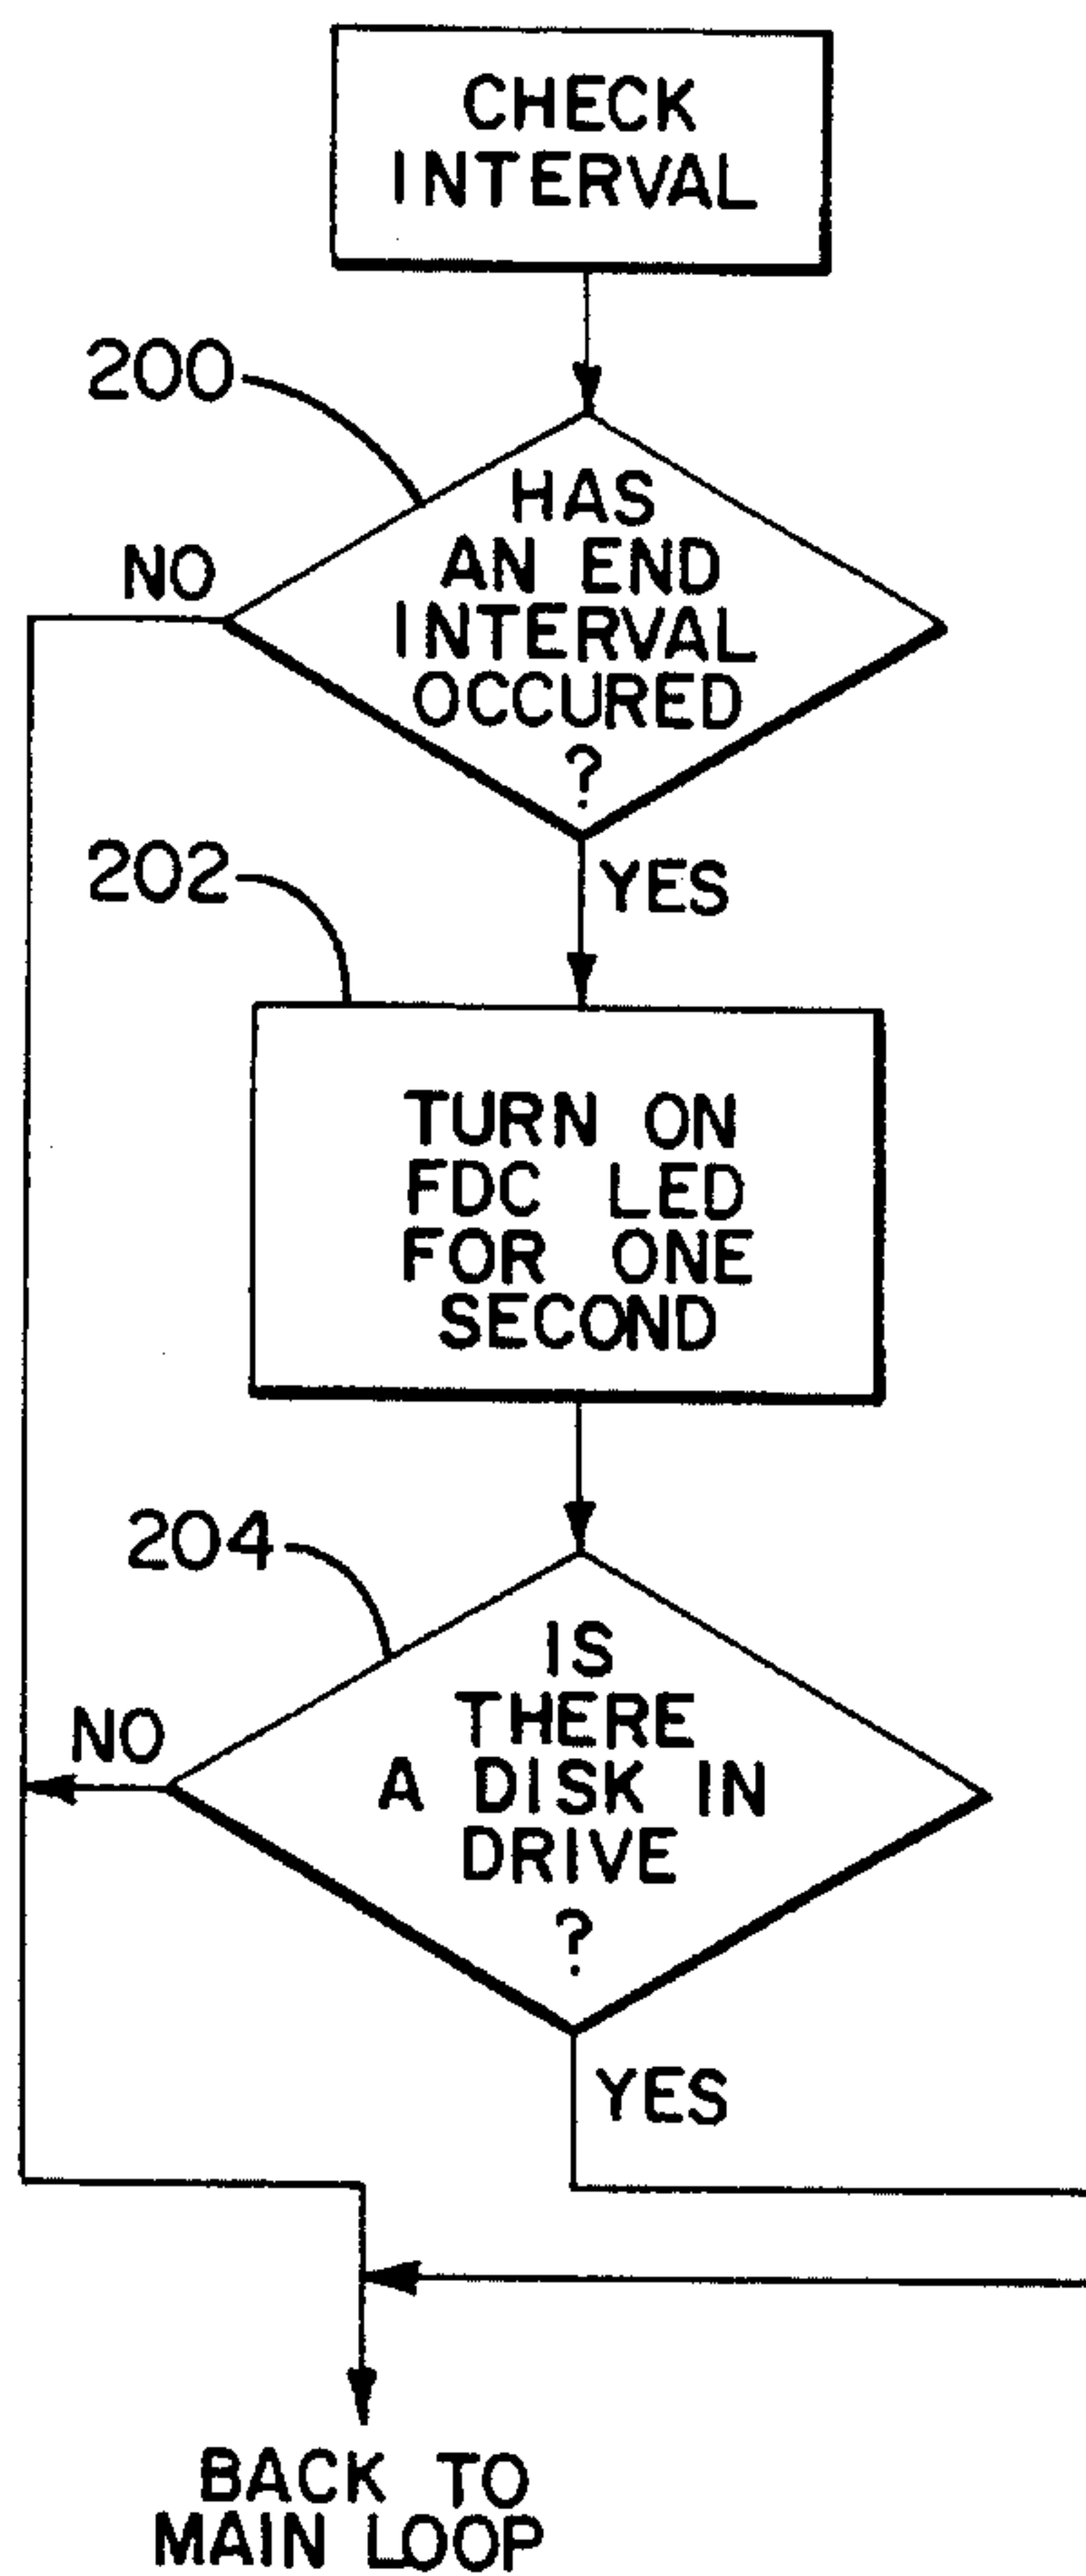 CHECK
INTERVAL
200
HAS
AN END
INTERVAL
OCCURED
?
NO
YES
202
TURN ON
FDC LED
FOR ONE
SECOND
204
IS
THERE
A DISK IN
DRIVE
?
NO
YES
BACK TO
MAIN LOOP